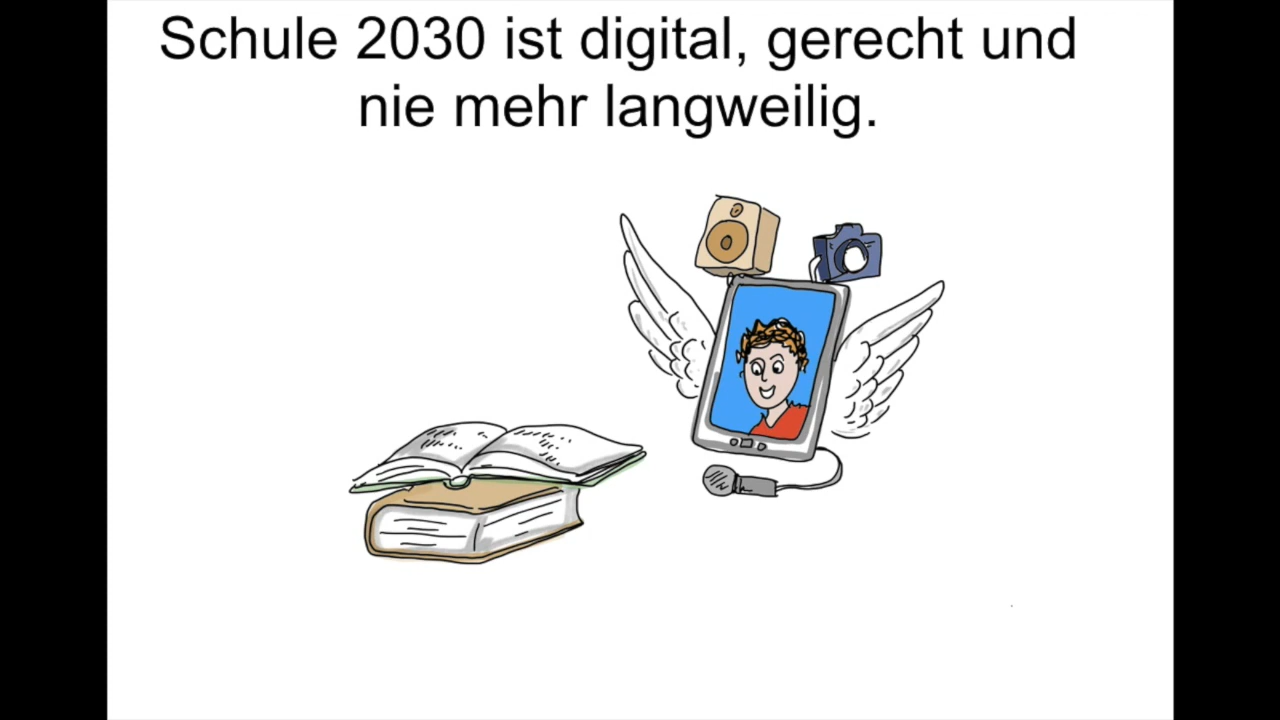 Schule 2030 ist digital, gerecht und
nie mehr langweilig.